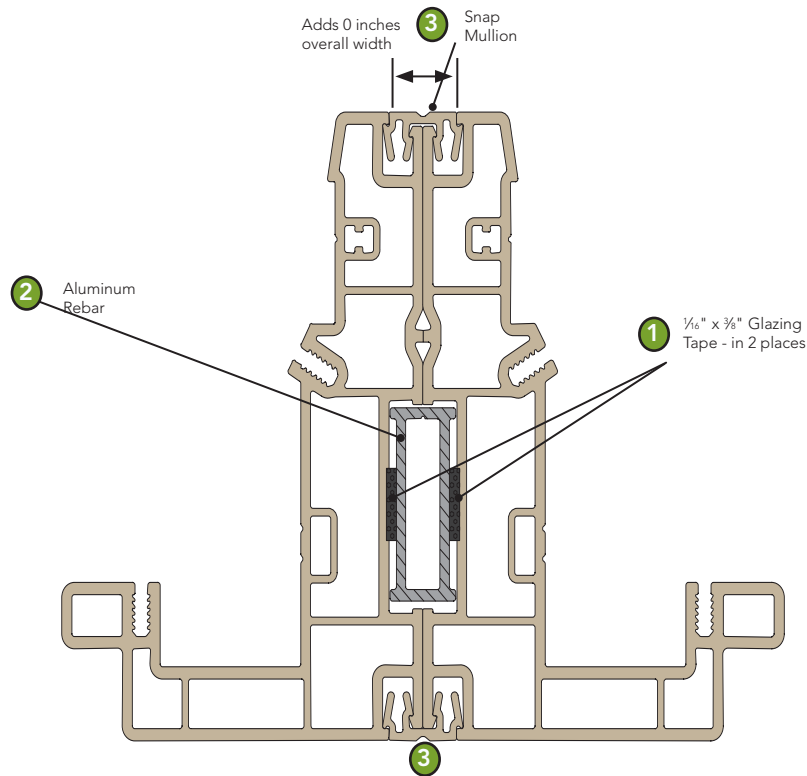 Adds 0 inches
overall width
3
Snap
Mullion
2
Aluminum
Rebar
1
1⁄16" x 3⁄8" Glazing
Tape - in 2 places
3